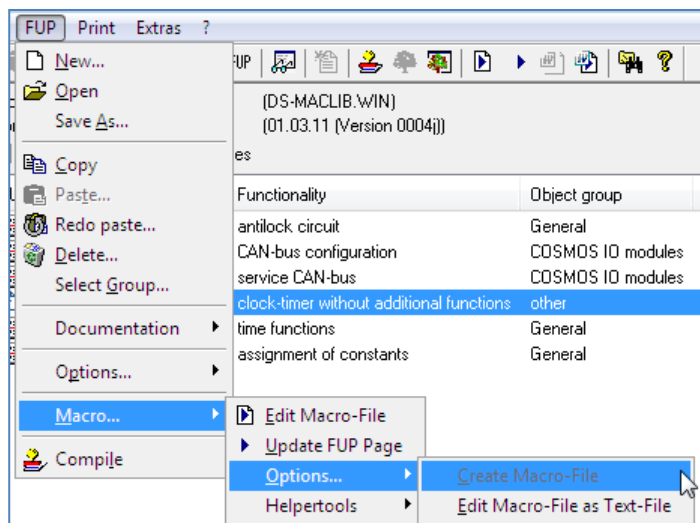 FUP Print Extras ?
New...
Open
Save As...
Copy
Paste...
Redo paste...
Delete...
Select Group...
Documentation
Options...
Macro...
Compile
UP
(DS-MACLIB.WIN)
(01.03.11 (Version 0004j))
es
Functionality Object group
antilock circuit General
CAN-bus configuration COSMOS IO modules
service CAN-bus COSMOS IO modules
clock-timer without additional functions other
time functions General
assignment of constants General
Edit Macro-File
Update FUP Page
Options...
Helpertools
Create Macro-File
Edit Macro-File as Text-File